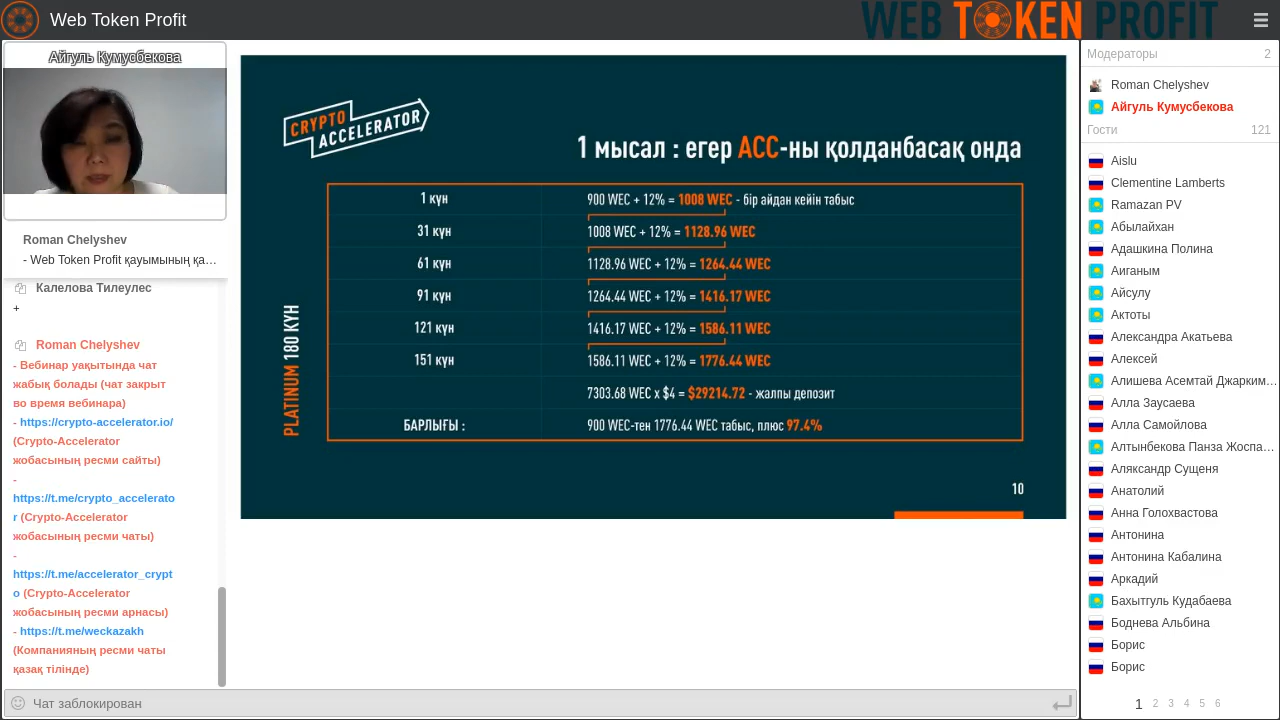 Web Token Profit
WEB TOKEN PROFIT
Айгуль Кумусбекова
Roman Chelyshev
- Web Token Profit қауымының қа…
Калелова Тилеулес
+
Roman Chelyshev
- Вебинар уақытында чат
жабық болады (чат закрыт
во время вебинара)
- https://crypto-accelerator.io/
(Crypto-Accelerator
жобасының ресми сайты)
-
https://t.me/crypto_accelerato
r (Crypto-Accelerator
жобасының ресми чаты)
-
https://t.me/accelerator_crypt
o (Crypto-Accelerator
жобасының ресми арнасы)
- https://t.me/weckazakh
(Компанияның ресми чаты
қазақ тілінде)
Чат заблокирован
CRYPTO
ACCELERATOR
1 мысал : егер ACC-ны қолданбасақ онда
PLATINUM 180 КҮН
1 күн 900 WEC + 12% = 1008 WEC - бір айдан кейін табыс
31 күн 1008 WEC + 12% = 1128.96 WEC
61 күн 1128.96 WEC + 12% = 1264.44 WEC
91 күн 1264.44 WEC + 12% = 1416.17 WEC
121 күн 1416.17 WEC + 12% = 1586.11 WEC
151 күн 1586.11 WEC + 12% = 1776.44 WEC
7303.68 WEC x $4 = $29214.72 - жалпы депозит
БАРЛЫҒЫ : 900 WEC-тен 1776.44 WEC табыс, плюс 97.4%
10
Модераторы 2
Roman Chelyshev
Айгуль Кумусбекова
Гости 121
Aislu
Clementine Lamberts
Ramazan PV
Абылайхан
Адашкина Полина
Аиганым
Айсулу
Актоты
Александра Акатьева
Алексей
Алишева Асемтай Джарким…
Алла Заусаева
Алла Самойлова
Алтынбекова Панза Жоспа…
Аляксандр Сущеня
Анатолий
Анна Голохвастова
Антонина
Антонина Кабалина
Аркадий
Бахытгуль Кудабаева
Боднева Альбина
Борис
Борис
1 2 3 4 5 6